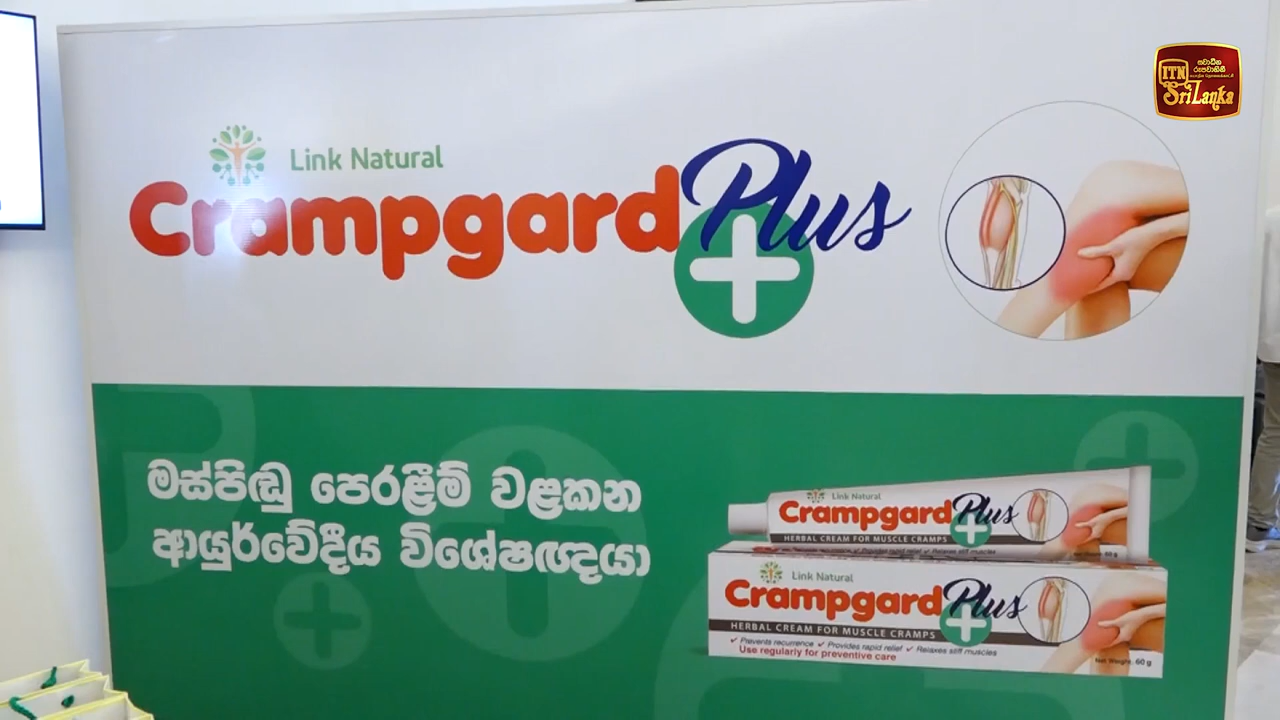 ස්වාධීන
රූපවාහිනී
ITN
Sri Lanka
Link Natural
Crampgard Plus
මස්පිඬු පෙරළීම් වළකන
ආයුර්වේදීය විශේෂඥයා
Link Natural
Crampgard Plus
HERBAL CREAM FOR MUSCLE CRAMPS
Link Natural
Crampgard Plus
HERBAL CREAM FOR MUSCLE CRAMPS
✓ Prevents recurrence ✓ Provides rapid relief ✓ Relaxes stiff muscles
Use regularly for preventive care
Net Weight. 60 g